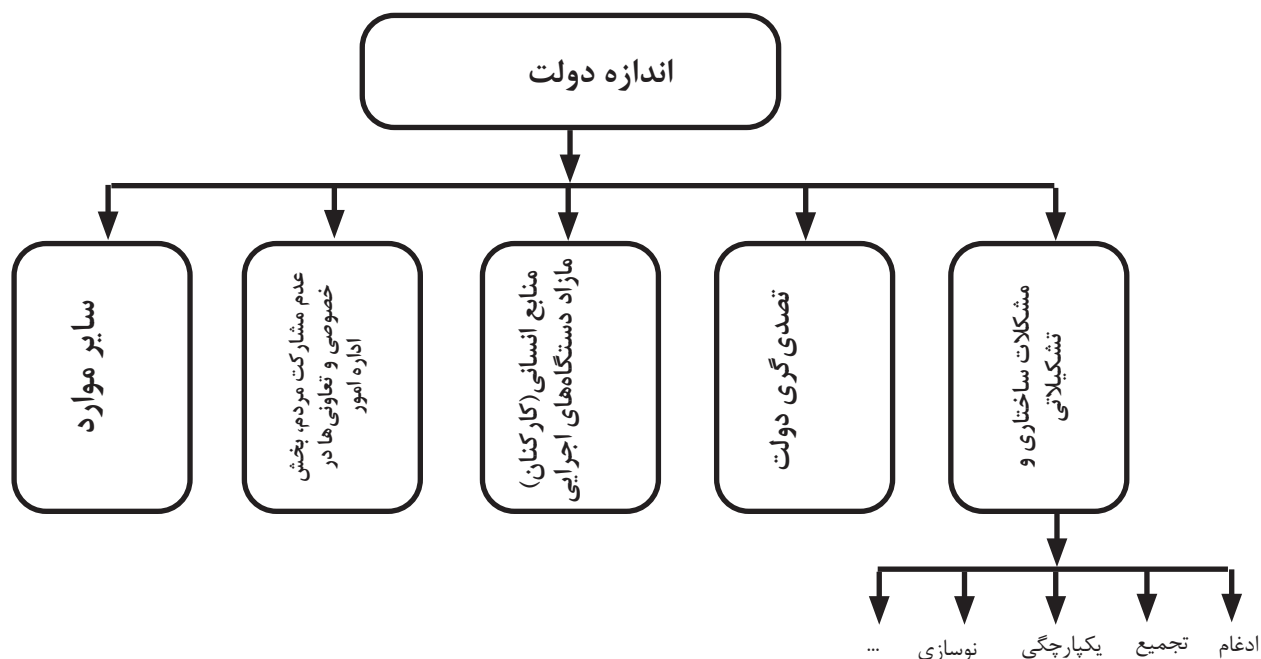 اندازه دولت
مشکلات ساختاری و
تشکیلاتی
تصدی‌گری دولت
منابع انسانی(کارکنان)
مازاد دستگاه‌های اجرایی
عدم مشارکت مردم، بخش
خصوصی و تعاونی‌ها در
اداره امور
سایر موارد
ادغام
تجمیع
یکپارچگی
نوسازی
...